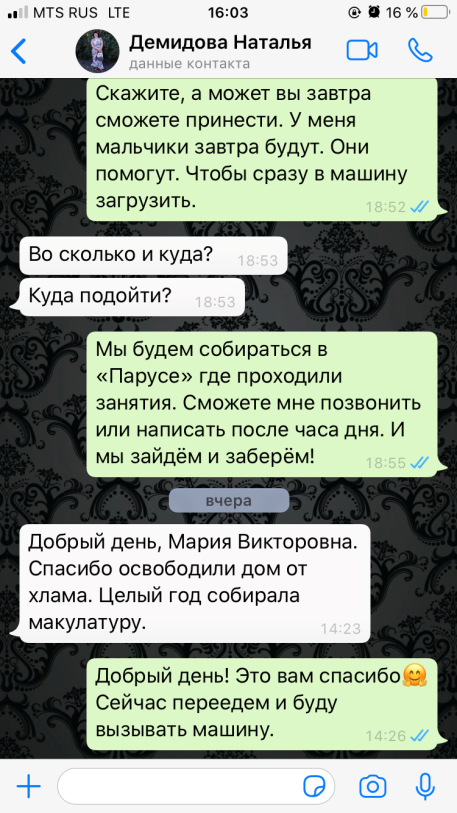 MTS RUS LTE 16:03 16 %
Демидова Наталья
данные контакта
Скажите, а может вы завтра
сможете принести. У меня
мальчики завтра будут. Они
помогут. Чтобы сразу в машину
загрузить.
18:52
Во сколько и куда?
18:53
Куда подойти?
18:53
Мы будем собираться в
«Парусе» где проходили
занятия. Сможете мне позвонить
или написать после часа дня. И
мы зайдём и заберём!
18:55
вчера
Добрый день, Мария Викторовна.
Спасибо освободили дом от
хлама. Целый год собирала
макулатуру.
14:23
Добрый день! Это вам спасибо🤗
Сейчас переедем и буду
вызывать машину.
14:26